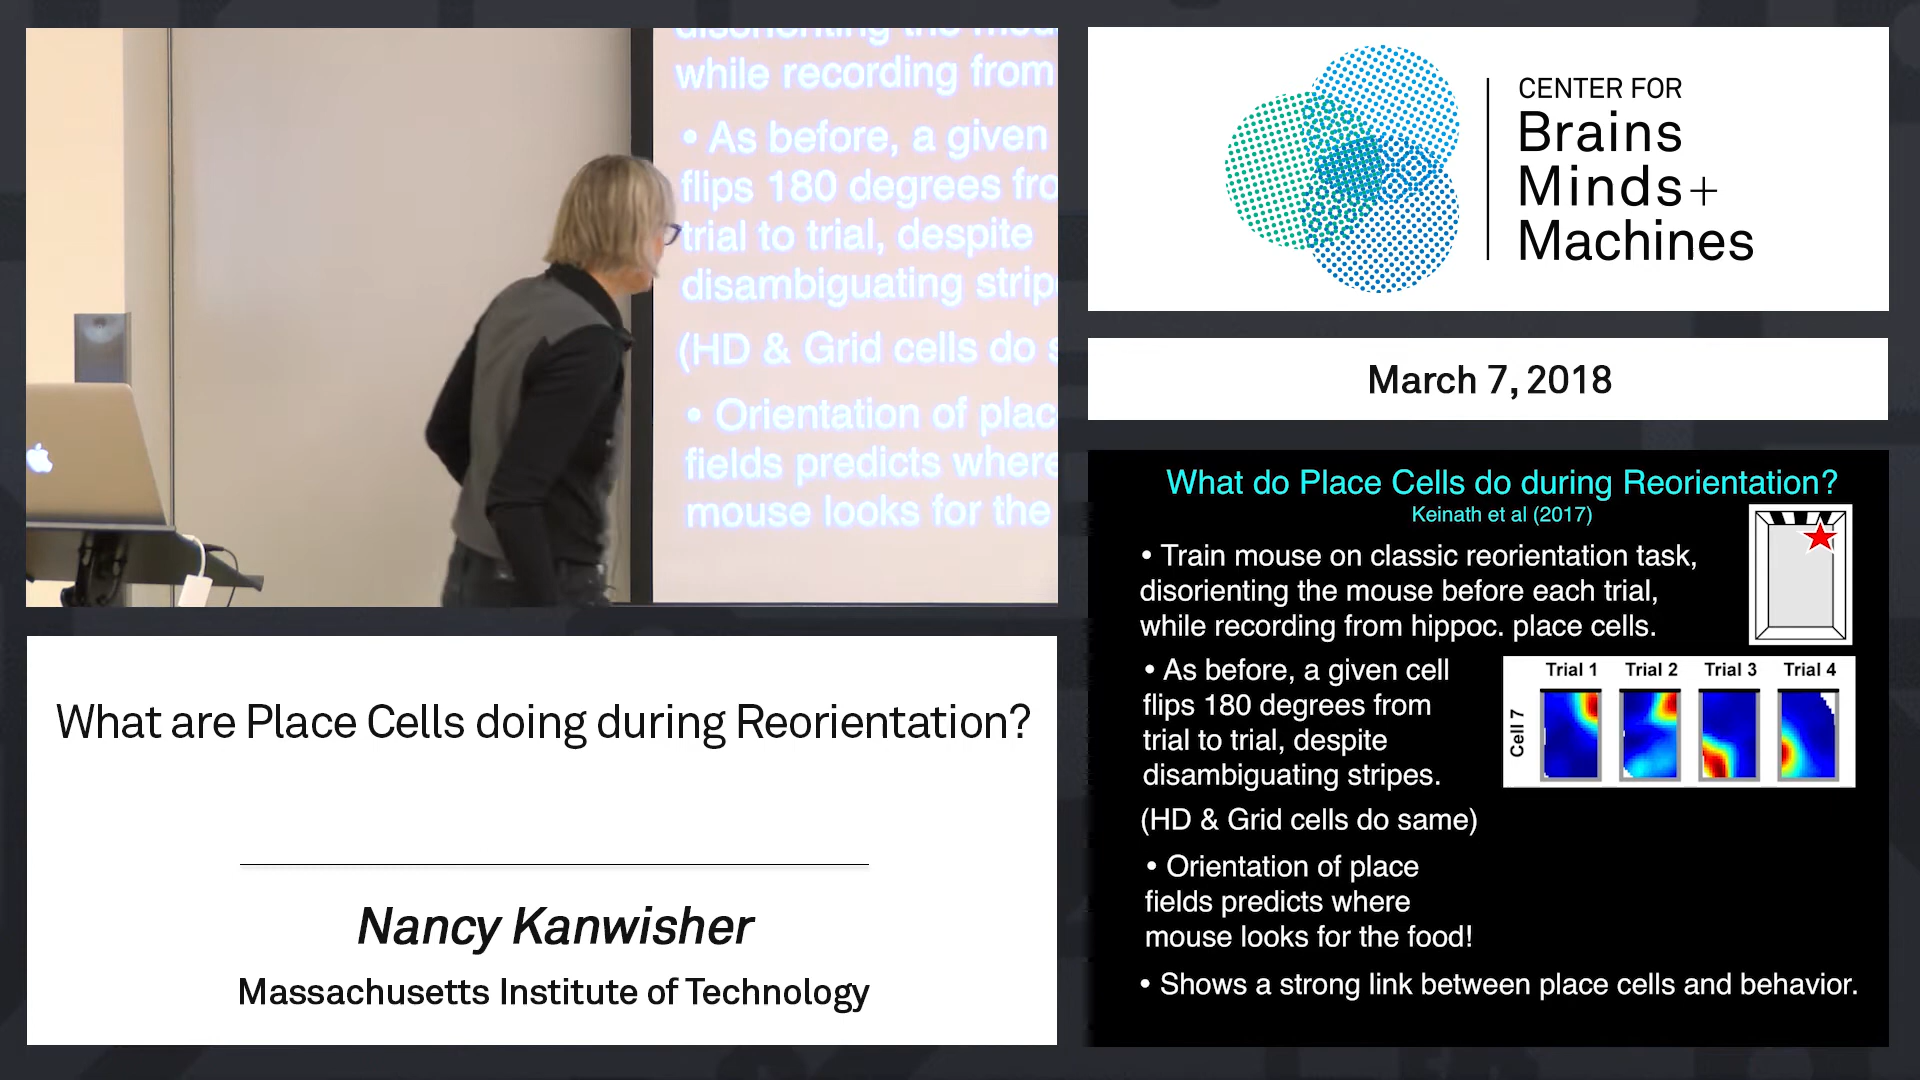 disorienting the
while recording from
• As before, a given
flips 180 degrees
trial to trial, despite
disambiguating
(HD & Grid cells do
• Orientation of
fields predicts where
mouse looks for the
CENTER FOR
Brains
Minds+
Machines
March 7, 2018
What do Place Cells do during Reorientation?
Keinath et al (2017)
• Train mouse on classic reorientation task,
disorienting the mouse before each trial,
while recording from hippoc. place cells.
• As before, a given cell
flips 180 degrees from
trial to trial, despite
disambiguating stripes.
Trial 1 Trial 2 Trial 3 Trial 4
Cell 7
(HD & Grid cells do same)
• Orientation of place
fields predicts where
mouse looks for the food!
• Shows a strong link between place cells and behavior.
What are Place Cells doing during Reorientation?
Nancy Kanwisher
Massachusetts Institute of Technology